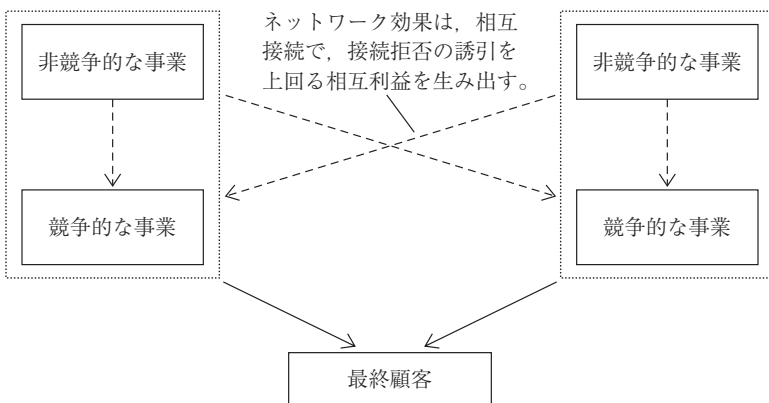 ネットワーク効果は，相互
接続で，接続拒否の誘引を
上回る相互利益を生み出す。
非競争的な事業
非競争的な事業
競争的な事業
競争的な事業
最終顧客